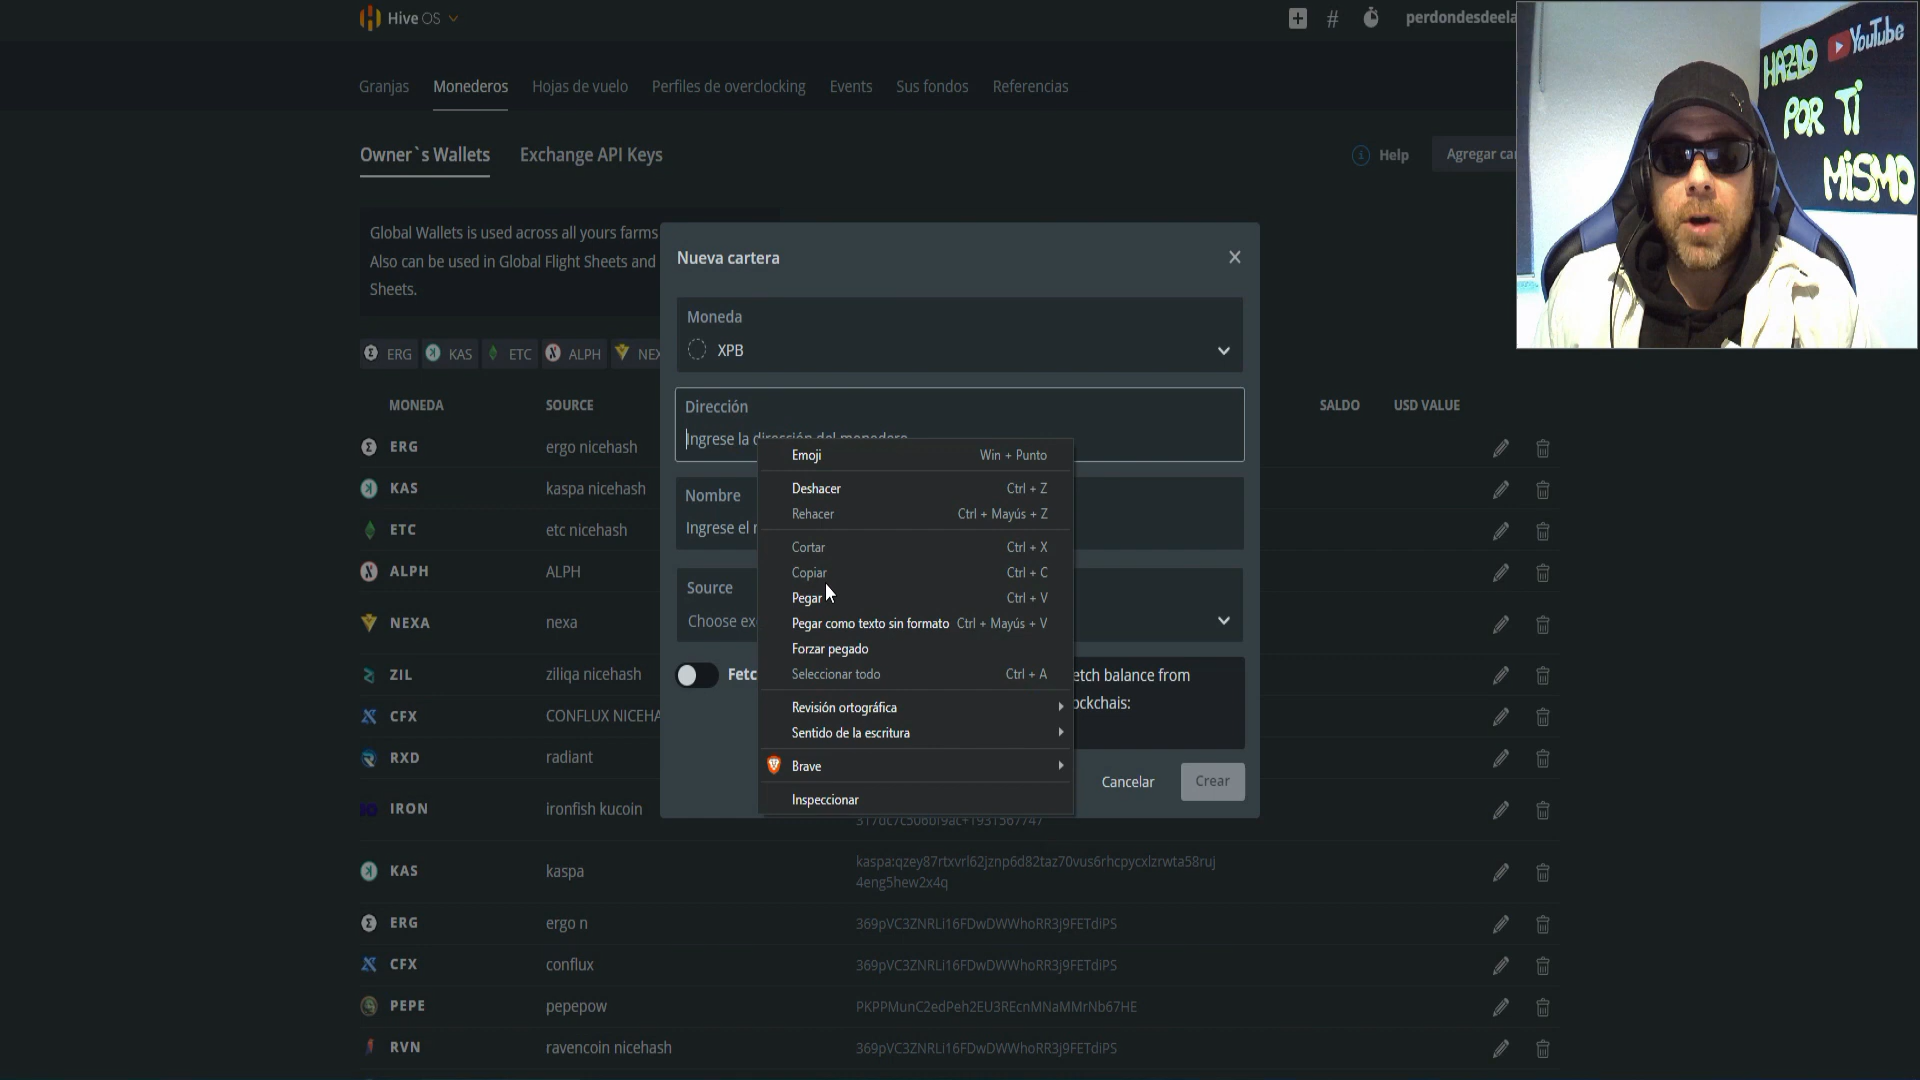 Hive OS
perdondesdeela
Granjas Monederos Hojas de vuelo Perfiles de overclocking Events Sus fondos Referencias
Owner`s Wallets Exchange API Keys
Help
Agregar car
Global Wallets is used across all yours farms
Also can be used in Global Flight Sheets and
Sheets.
ERG KAS ETC ALPH NEX
MONEDA SOURCE SALDO USD VALUE
ERG ergo nicehash
KAS kaspa nicehash
ETC etc nicehash
ALPH ALPH
NEXA nexa
ZIL ziliqa nicehash
CFX CONFLUX NICEHA
RXD radiant
IRON ironfish kucoin
317dc7c506bf9ac+1931567747
KAS kaspa
kaspa:qzey87rtxvrl62jznp6d82taz70vus6rhcpycxlzrwta58ruj
4eng5hew2x4q
ERG ergo n 369pVC3ZNRLi16FDwDWWhoRR3j9FETdiPS
CFX conflux 369pVC3ZNRLi16FDwDWWhoRR3j9FETdiPS
PEPE pepepow PKPPMunC2edPeh2EU3REcnMNaMMrNb67HE
RVN ravencoin nicehash 369pVC3ZNRLi16FDwDWWhoRR3j9FETdiPS
Nueva cartera
Moneda
XPB
Dirección
Ingrese la dirección del monedero
Nombre
Ingrese el
Source
Choose ex
Fetc
etch balance from
ockchais:
Cancelar Crear
Emoji Win + Punto
Deshacer Ctrl + Z
Rehacer Ctrl + Mayús + Z
Cortar Ctrl + X
Copiar Ctrl + C
Pegar Ctrl + V
Pegar como texto sin formato Ctrl + Mayús + V
Forzar pegado
Seleccionar todo Ctrl + A
Revisión ortográfica
Sentido de la escritura
Brave
Inspeccionar
YouTube
HAZLO
POR TI
MISMO